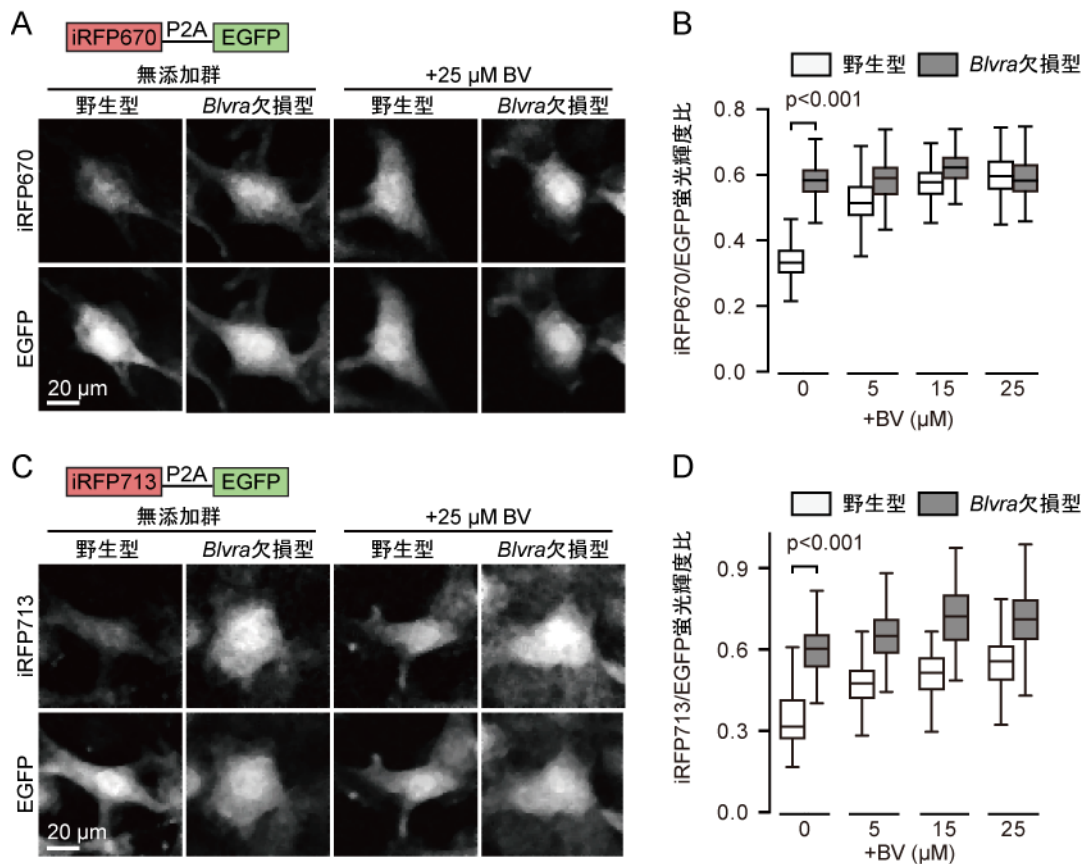 A
iRFP670 P2A EGFP
無添加群 +25 µM BV
野生型 Blvra欠損型 野生型 Blvra欠損型
iRFP670
EGFP
20 µm
B
野生型 Blvra欠損型
p<0.001
iRFP670/EGFP蛍光輝度比
0.8
0.6
0.4
0.2
0.0
0 5 15 25
+BV (µM)
C
iRFP713 P2A EGFP
無添加群 +25 µM BV
野生型 Blvra欠損型 野生型 Blvra欠損型
iRFP713
EGFP
20 µm
D
野生型 Blvra欠損型
p<0.001
iRFP713/EGFP蛍光輝度比
0.9
0.6
0.3
0.0
0 5 15 25
+BV (µM)